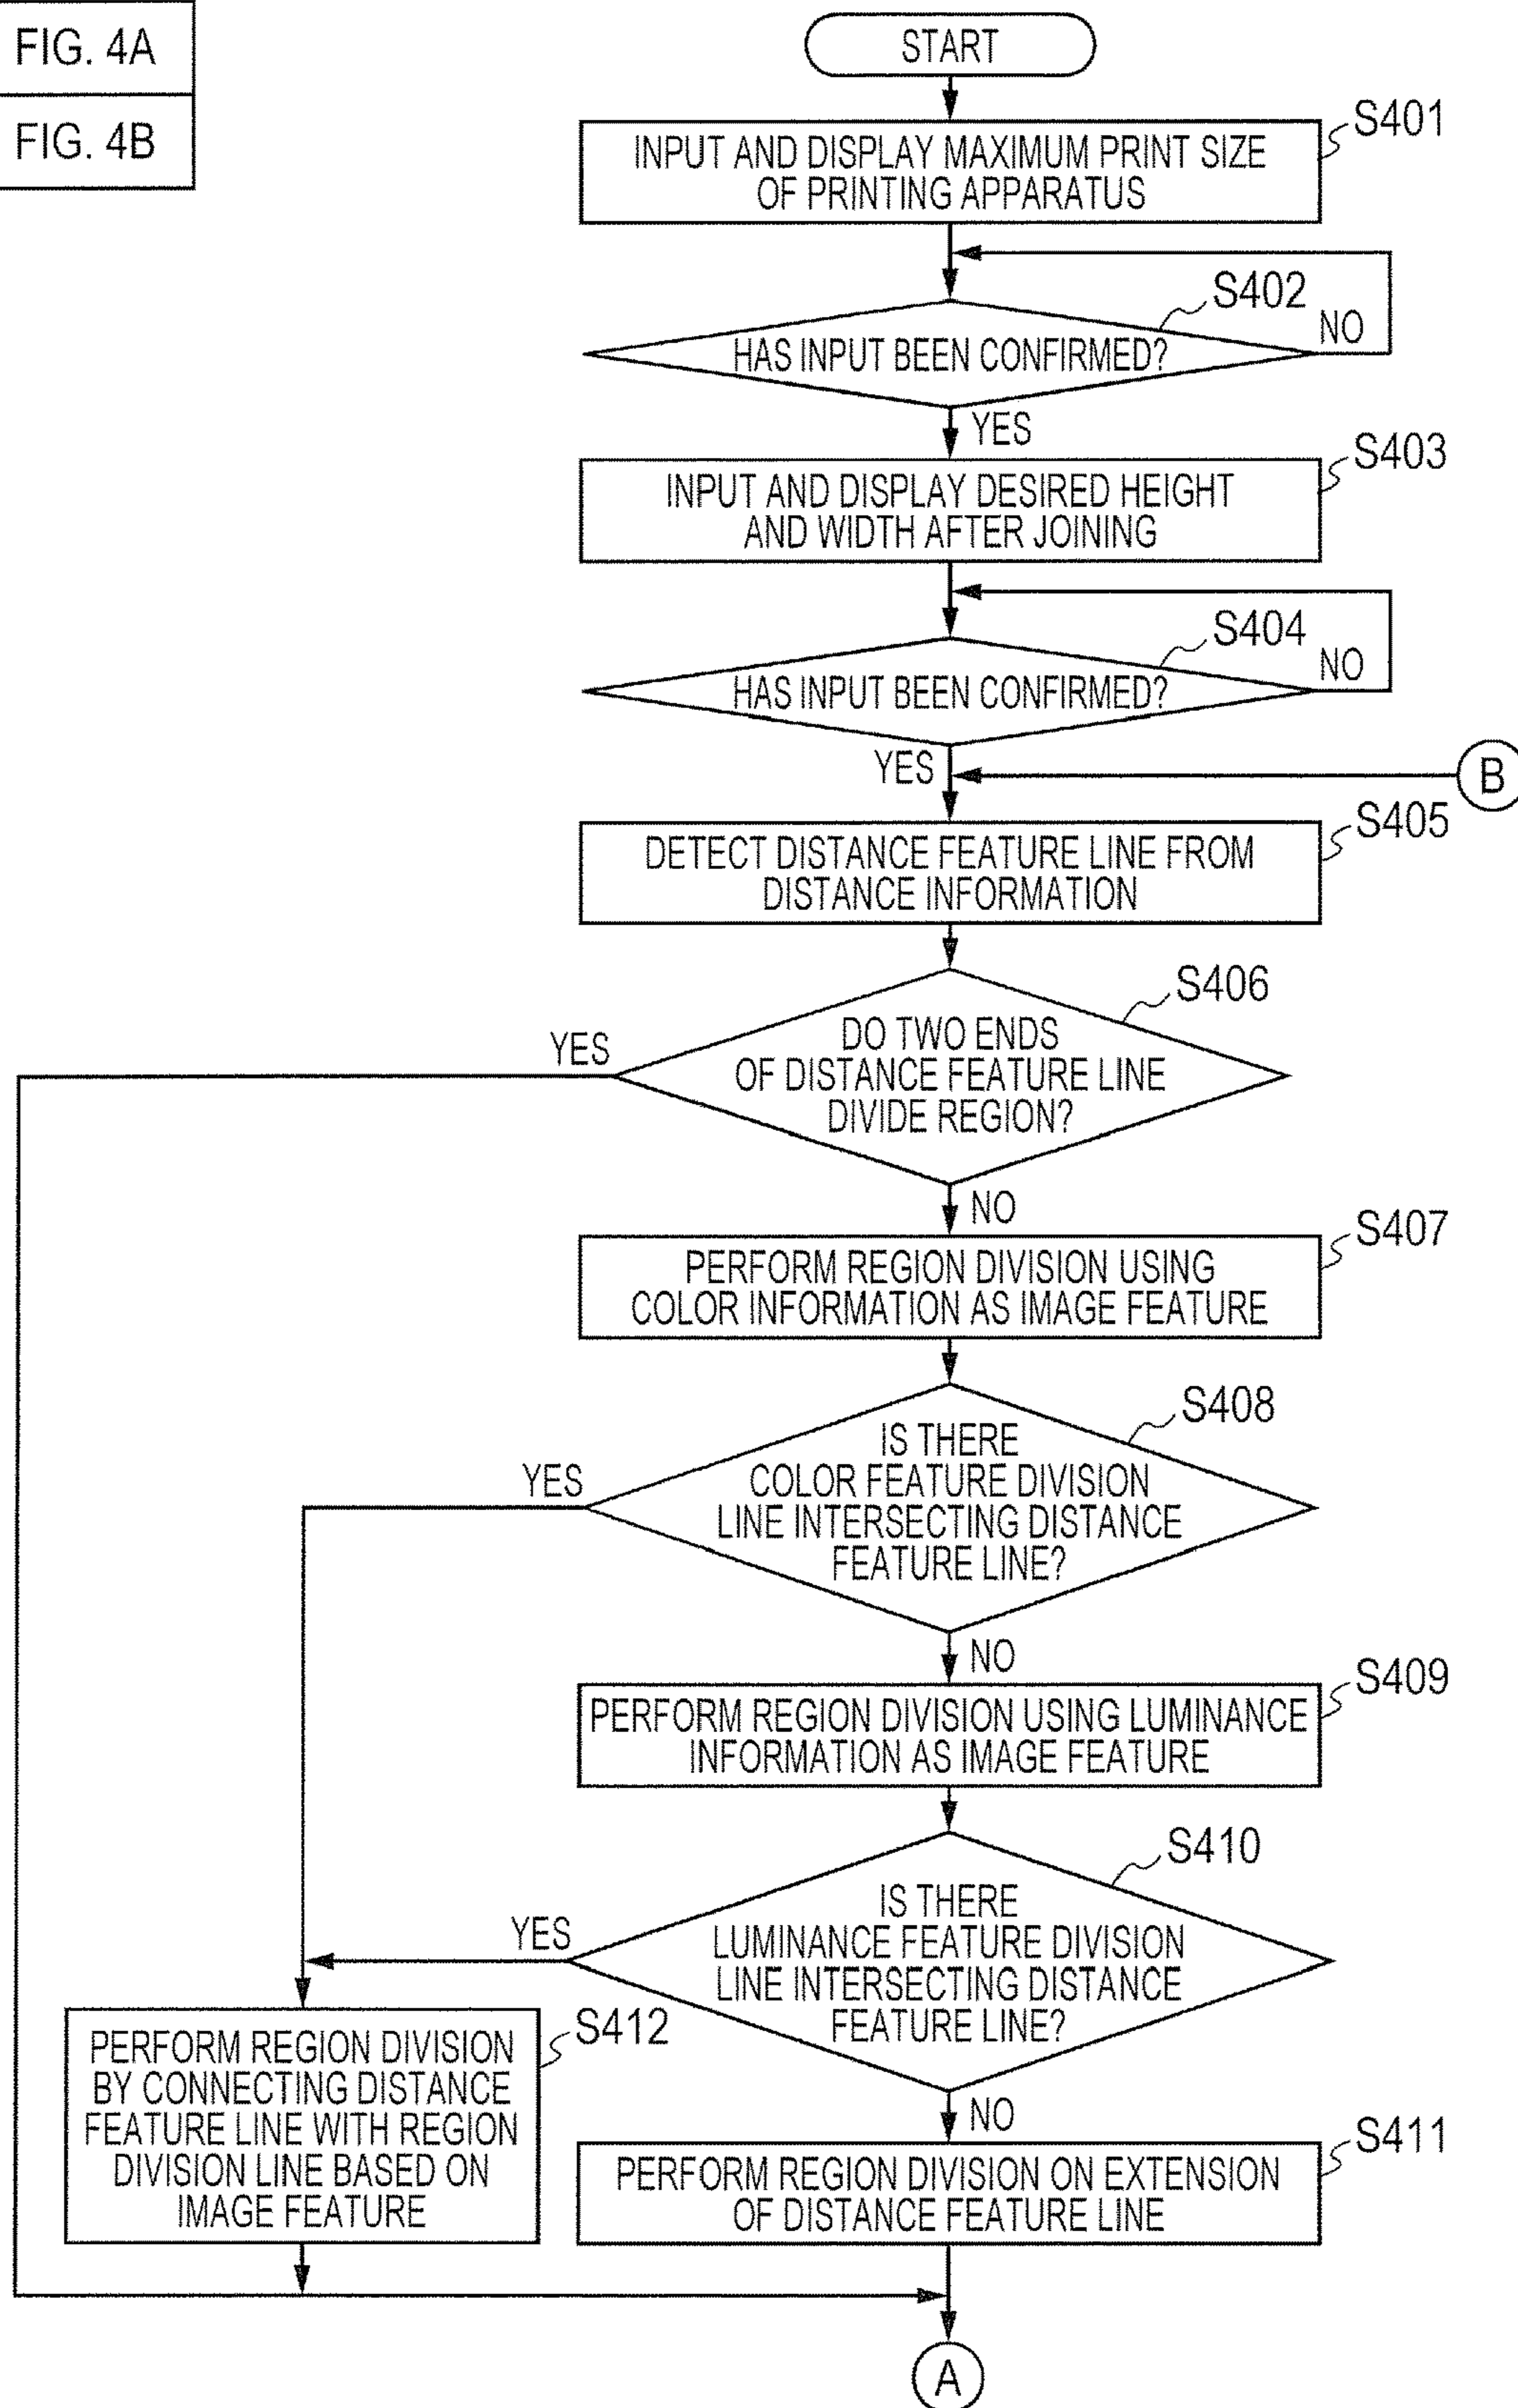 FIG. 4A
FIG. 4B
START
S401
INPUT AND DISPLAY MAXIMUM PRINT SIZE
OF PRINTING APPARATUS
S402
NO
HAS INPUT BEEN CONFIRMED?
YES
S403
INPUT AND DISPLAY DESIRED HEIGHT
AND WIDTH AFTER JOINING
S404
NO
HAS INPUT BEEN CONFIRMED?
YES
B
S405
DETECT DISTANCE FEATURE LINE FROM
DISTANCE INFORMATION
S406
YES
DO TWO ENDS
OF DISTANCE FEATURE LINE
DIVIDE REGION?
NO
S407
PERFORM REGION DIVISION USING
COLOR INFORMATION AS IMAGE FEATURE
S408
YES
IS THERE
COLOR FEATURE DIVISION
LINE INTERSECTING DISTANCE
FEATURE LINE?
NO
S409
PERFORM REGION DIVISION USING LUMINANCE
INFORMATION AS IMAGE FEATURE
S410
YES
IS THERE
LUMINANCE FEATURE DIVISION
LINE INTERSECTING DISTANCE
FEATURE LINE?
S412
PERFORM REGION DIVISION
BY CONNECTING DISTANCE
FEATURE LINE WITH REGION
DIVISION LINE BASED ON
IMAGE FEATURE
NO
S411
PERFORM REGION DIVISION ON EXTENSION
OF DISTANCE FEATURE LINE
A